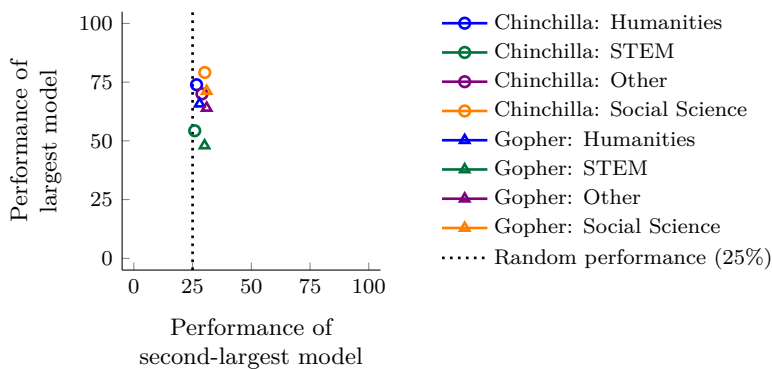 100
75
50
25
0
Performance of
largest model
0 25 50 75 100
Performance of
second-largest model
Chinchilla: Humanities
Chinchilla: STEM
Chinchilla: Other
Chinchilla: Social Science
Gopher: Humanities
Gopher: STEM
Gopher: Other
Gopher: Social Science
Random performance (25%)